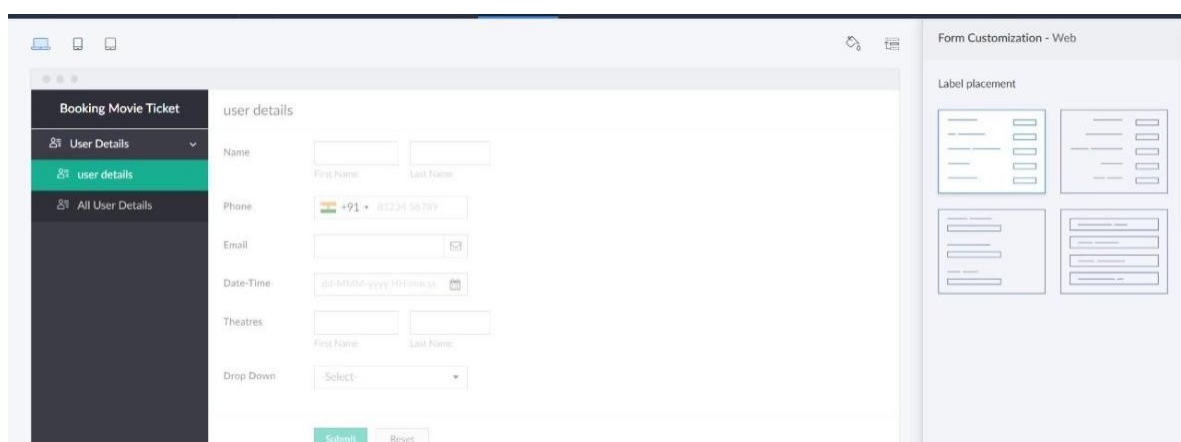 Form Customization - Web
Label placement
Booking Movie Ticket
User Details
user details
All User Details
user details
Name
First Name
Last Name
Phone
+91
81234 56789
Email
Date-Time
dd-MMM-yyyy HH:mm:ss
Theatres
First Name
Last Name
Drop Down
-Select-
Submit
Reset